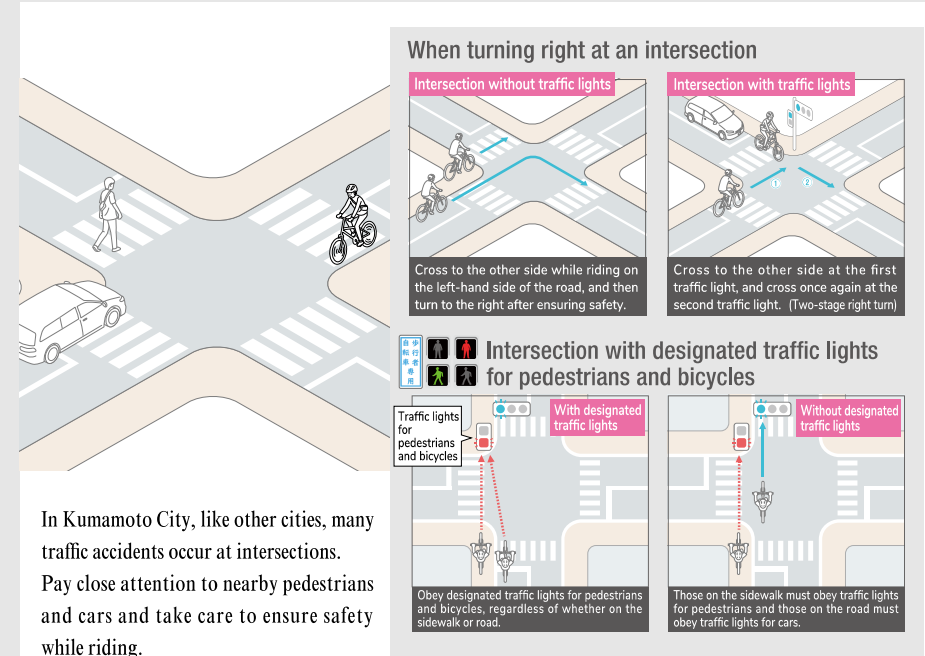 When turning right at an intersection
Intersection without traffic lights
Cross to the other side while riding on
the left-hand side of the road, and then
turn to the right after ensuring safety.
Intersection with traffic lights
1
2
Cross to the other side at the first
traffic light, and cross once again at the
second traffic light. (Two-stage right turn)
歩行者
自転車
専用
Intersection with designated traffic lights
for pedestrians and bicycles
With designated
traffic lights
Traffic lights
for
pedestrians
and bicycles
Obey designated traffic lights for pedestrians
and bicycles, regardless of whether on the
sidewalk or road.
Without designated
traffic lights
Those on the sidewalk must obey traffic lights
for pedestrians and those on the road must
obey traffic lights for cars.
In Kumamoto City, like other cities, many
traffic accidents occur at intersections.
Pay close attention to nearby pedestrians
and cars and take care to ensure safety
while riding.